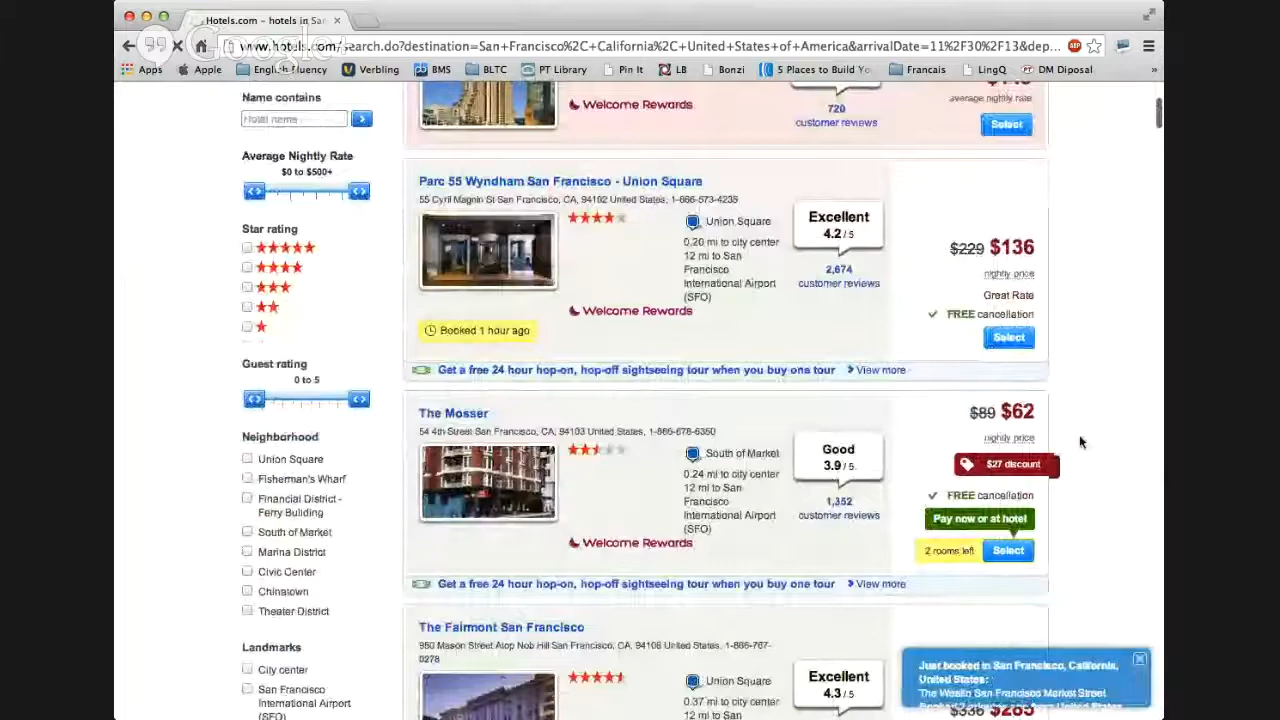 Hotels.com – hotels in San
Google+
www.hotels.com/search.do?destination=San+Francisco%2C+California%2C+United+States+of+America&arrivalDate=11%2F30%2F13&dep...
ABP
Apps
Apple
English Fluency
Verbling
BMS
BLTC
PT Library
Pin It
LB
Bonzi
5 Places to Build Yo
Francais
LingQ
DM Diposal
»
Name contains
Hotel name
Average Nightly Rate
$0 to $500+
Star rating
Guest rating
0 to 5
Neighborhood
Union Square
Fisherman's Wharf
Financial District -
Ferry Building
South of Market
Marina District
Civic Center
Chinatown
Theater District
Landmarks
City center
San Francisco
International Airport
(SFO)
Welcome Rewards
720
customer reviews
average nightly rate
Select
Parc 55 Wyndham San Francisco - Union Square
55 Cyril Magnin St San Francisco, CA, 94102 United States, 1-866-573-4235
Union Square
0.20 mi to city center
12 mi to San
Francisco
International Airport
(SFO)
Welcome Rewards
Booked 1 hour ago
Excellent
4.2 / 5
2,674
customer reviews
$229 $136
nightly price
Great Rate
FREE cancellation
Select
Get a free 24 hour hop-on, hop-off sightseeing tour when you buy one tour View more
The Mosser
54 4th Street San Francisco, CA, 94103 United States, 1-866-678-6350
South of Market
0.24 mi to city center
12 mi to San
Francisco
International Airport
(SFO)
Welcome Rewards
Good
3.9 / 5
1,352
customer reviews
$89 $62
nightly price
$27 discount
FREE cancellation
Pay now or at hotel
2 rooms left
Select
Get a free 24 hour hop-on, hop-off sightseeing tour when you buy one tour View more
The Fairmont San Francisco
950 Mason Street Atop Nob Hill San Francisco, CA, 94108 United States, 1-866-767-
0278
Union Square
0.37 mi to city center
12 mi to San
Excellent
4.3 / 5
Just booked in San Francisco, California,
United States:
The Westin San Francisco Market Street